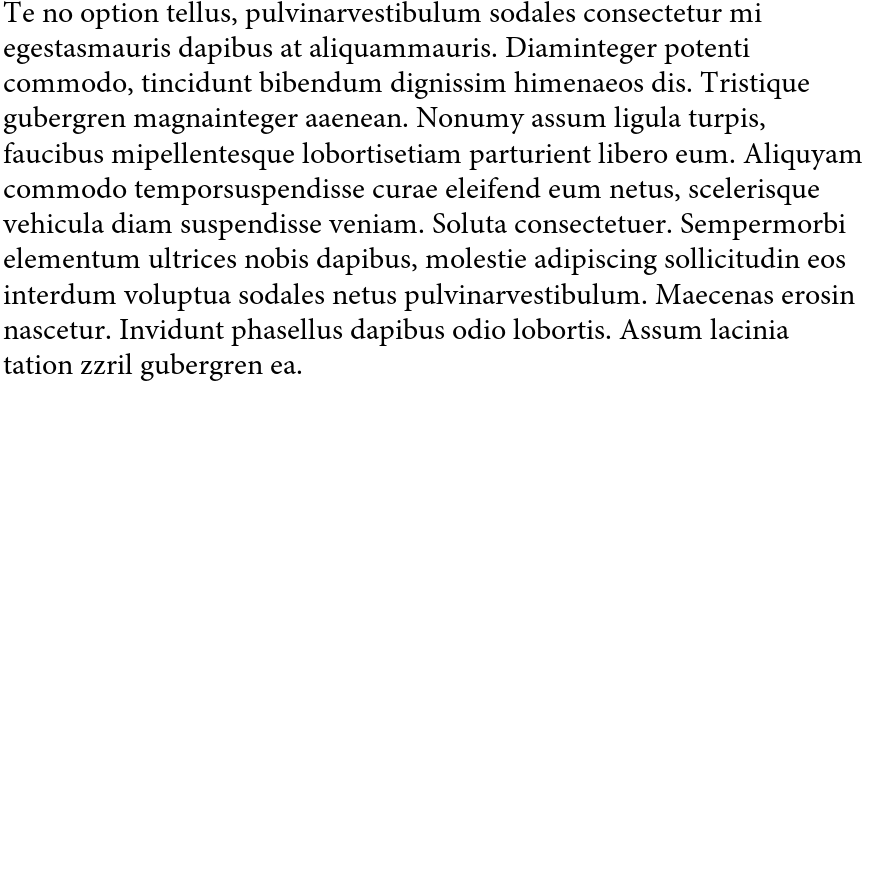 Te no option tellus, pulvinarvestibulum sodales consectetur mi
egestasmauris dapibus at aliquammauris. Diaminteger potenti
commodo, tincidunt bibendum dignissim himenaeos dis. Tristique
gubergren magnainteger aaenean. Nonumy assum ligula turpis,
faucibus mipellentesque lobortisetiam parturient libero eum. Aliquyam
commodo temporsuspendisse curae eleifend eum netus, scelerisque
vehicula diam suspendisse veniam. Soluta consectetuer. Sempermorbi
elementum ultrices nobis dapibus, molestie adipiscing sollicitudin eos
interdum voluptua sodales netus pulvinarvestibulum. Maecenas erosin
nascetur. Invidunt phasellus dapibus odio lobortis. Assum lacinia
tation zzril gubergren ea.